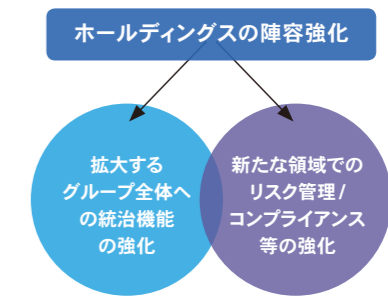 ホールディングスの陣容強化
拡大する
グループ全体へ
の統治機能
の強化
新たな領域での
リスク管理/
コンプライアンス
等の強化